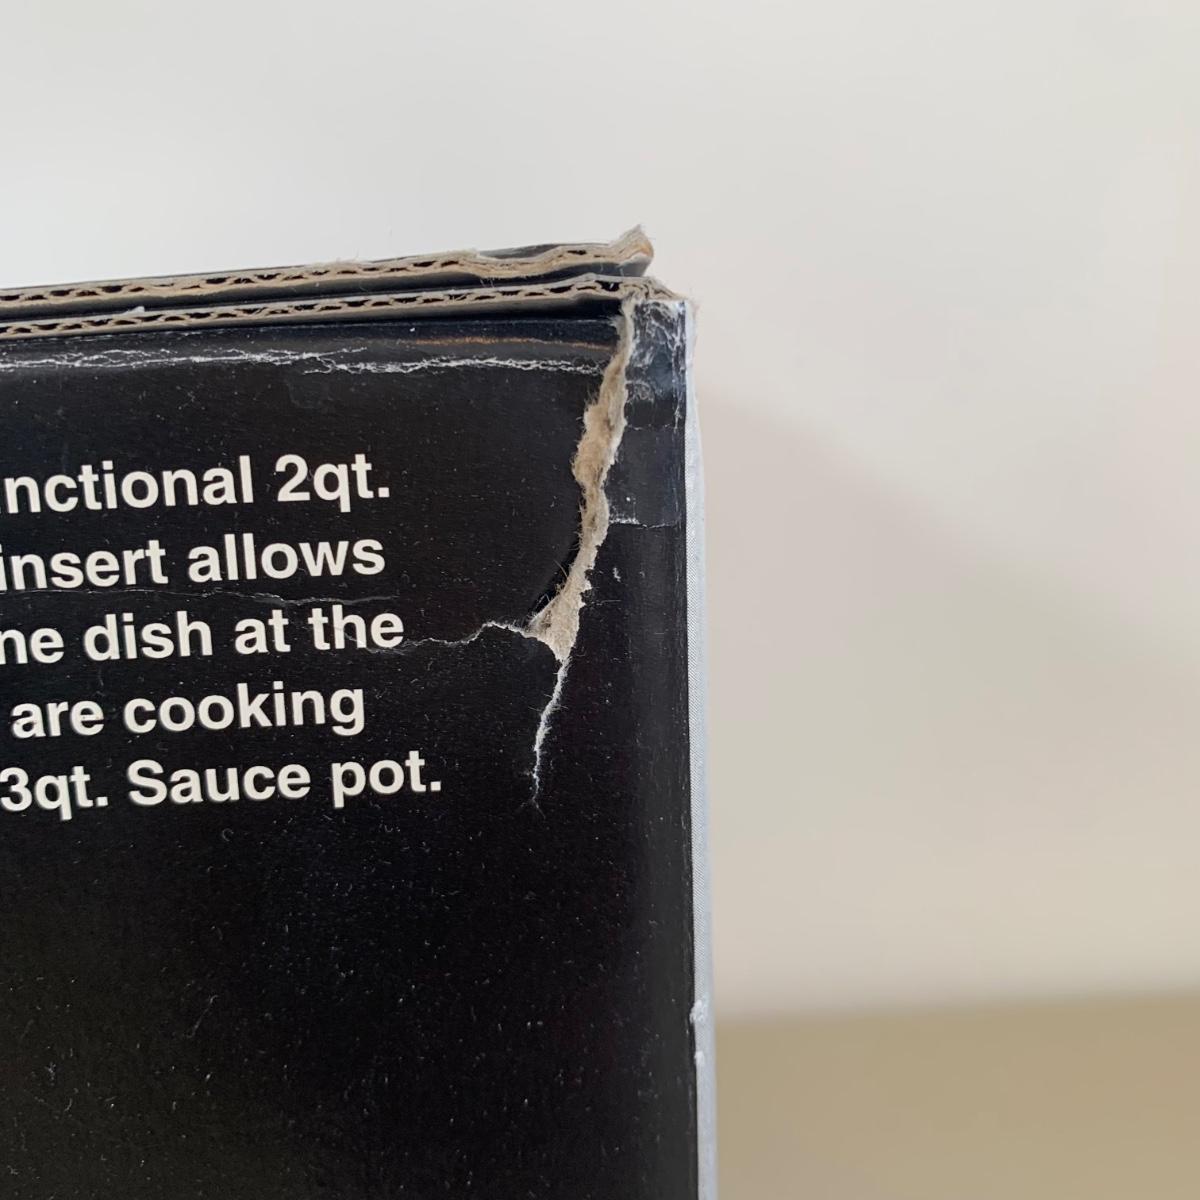 nctional 2qt.
insert allows
ne dish at the
are cooking
3qt. Sauce pot.